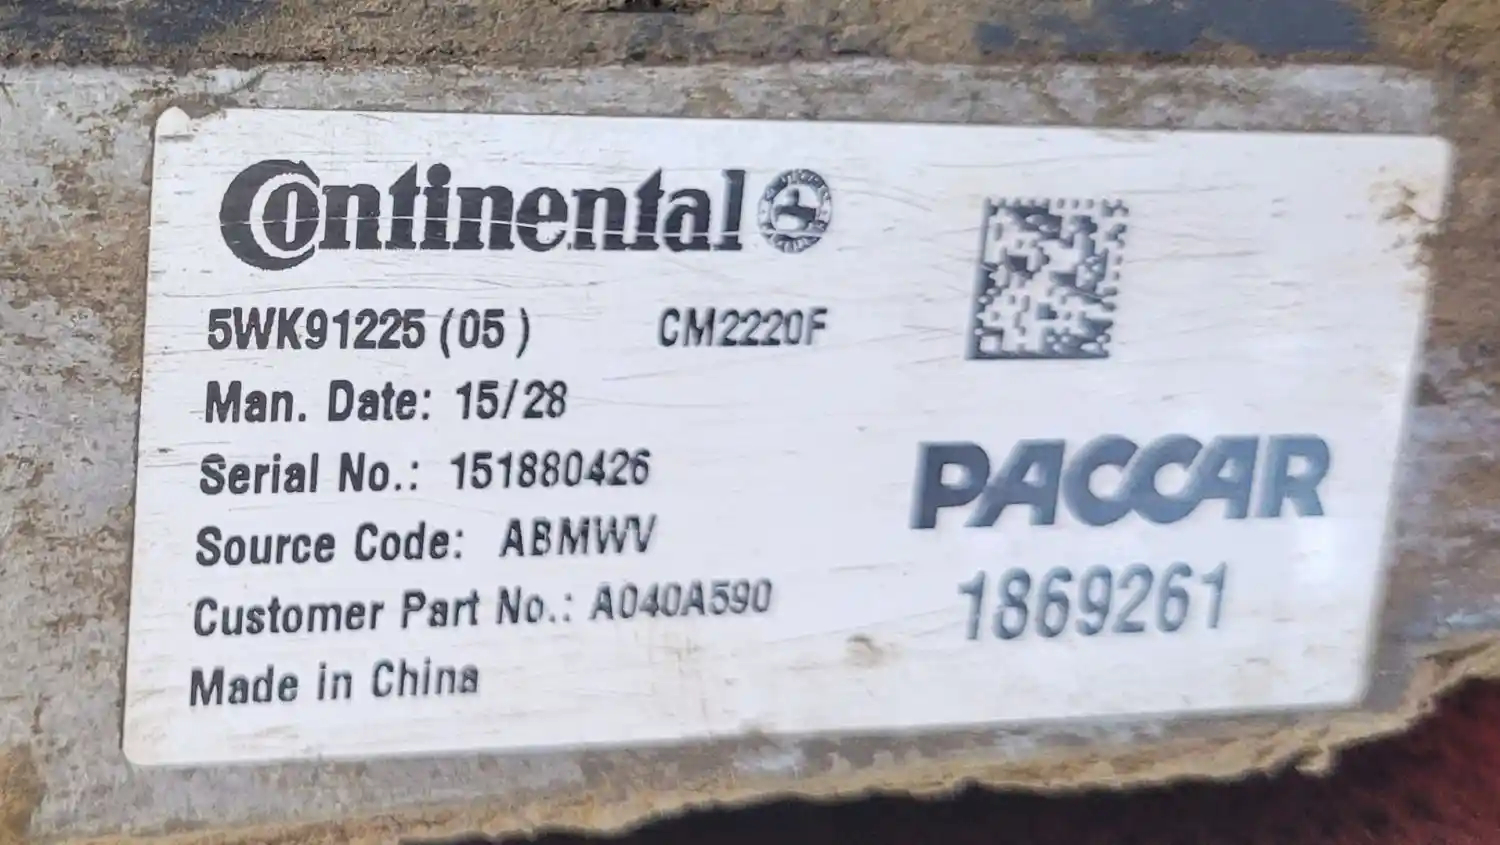 Continental
5WK91225 (05 ) CM2220F
Man. Date: 15/28
Serial No.: 151880426
Source Code: ABMWV
Customer Part No.: A040A590
Made in China
PACCAR
1869261